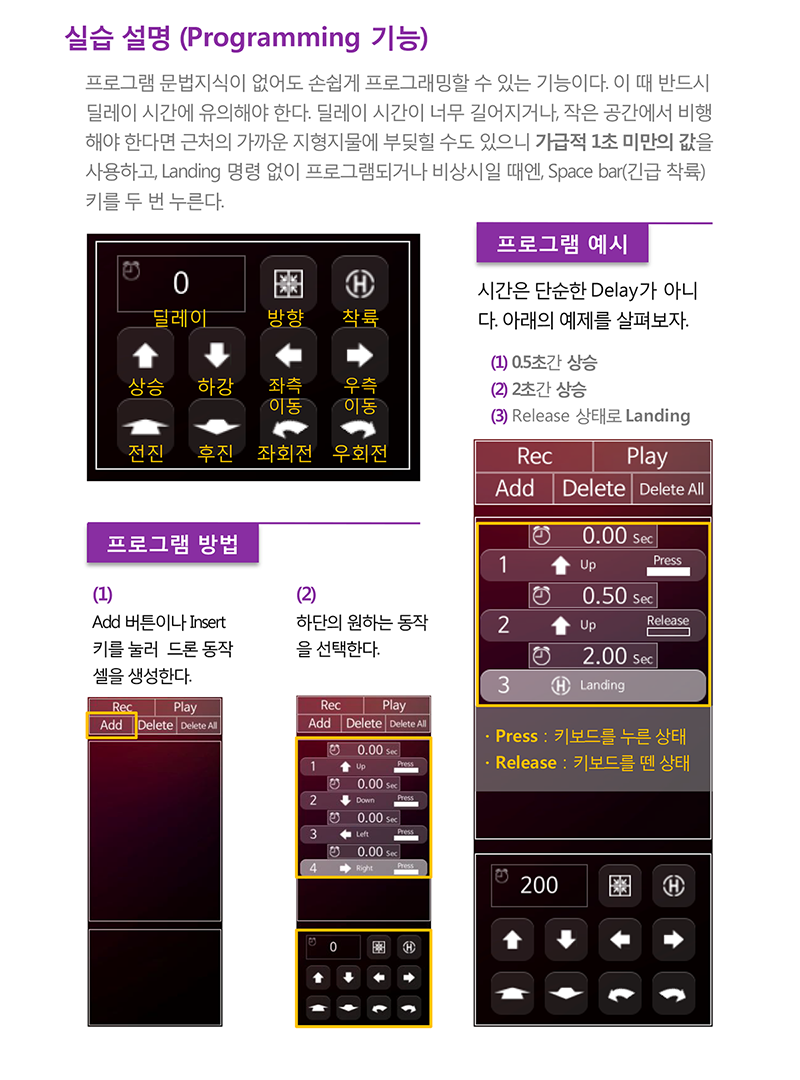 실습 설명 (Programming 기능)
프로그램 문법지식이 없어도 손쉽게 프로그래밍할 수 있는 기능이다. 이 때 반드시
딜레이 시간에 유의해야 한다. 딜레이 시간이 너무 길어지거나, 작은 공간에서 비행
해야 한다면 근처의 가까운 지형지물에 부딪힐 수도 있으니 가급적 1초 미만의 값을
사용하고, Landing 명령 없이 프로그램되거나 비상시일 때엔, Space bar(긴급 착륙)
키를 두 번 누른다.
0
딜레이 방향 착륙
상승 하강 좌측 이동 우측 이동
전진 후진 좌회전 우회전
프로그램 방법
(1)
Add 버튼이나 Insert
키를 눌러 드론 동작
셀을 생성한다.
Rec Play
Add Delete Delete All
(2)
하단의 원하는 동작
을 선택한다.
Rec Play
Add Delete Delete All
0.00 Sec
1 Up Press
0.00 Sec
2 Down Press
0.00 Sec
3 Left Press
0.00 Sec
4 Right Press
0
프로그램 예시
시간은 단순한 Delay가 아니
다. 아래의 예제를 살펴보자.
(1) 0.5초간 상승
(2) 2초간 상승
(3) Release 상태로 Landing
Rec Play
Add Delete Delete All
0.00 Sec
1 Up Press
0.50 Sec
2 Up Release
2.00 Sec
3 Landing
· Press : 키보드를 누른 상태
· Release : 키보드를 뗀 상태
200